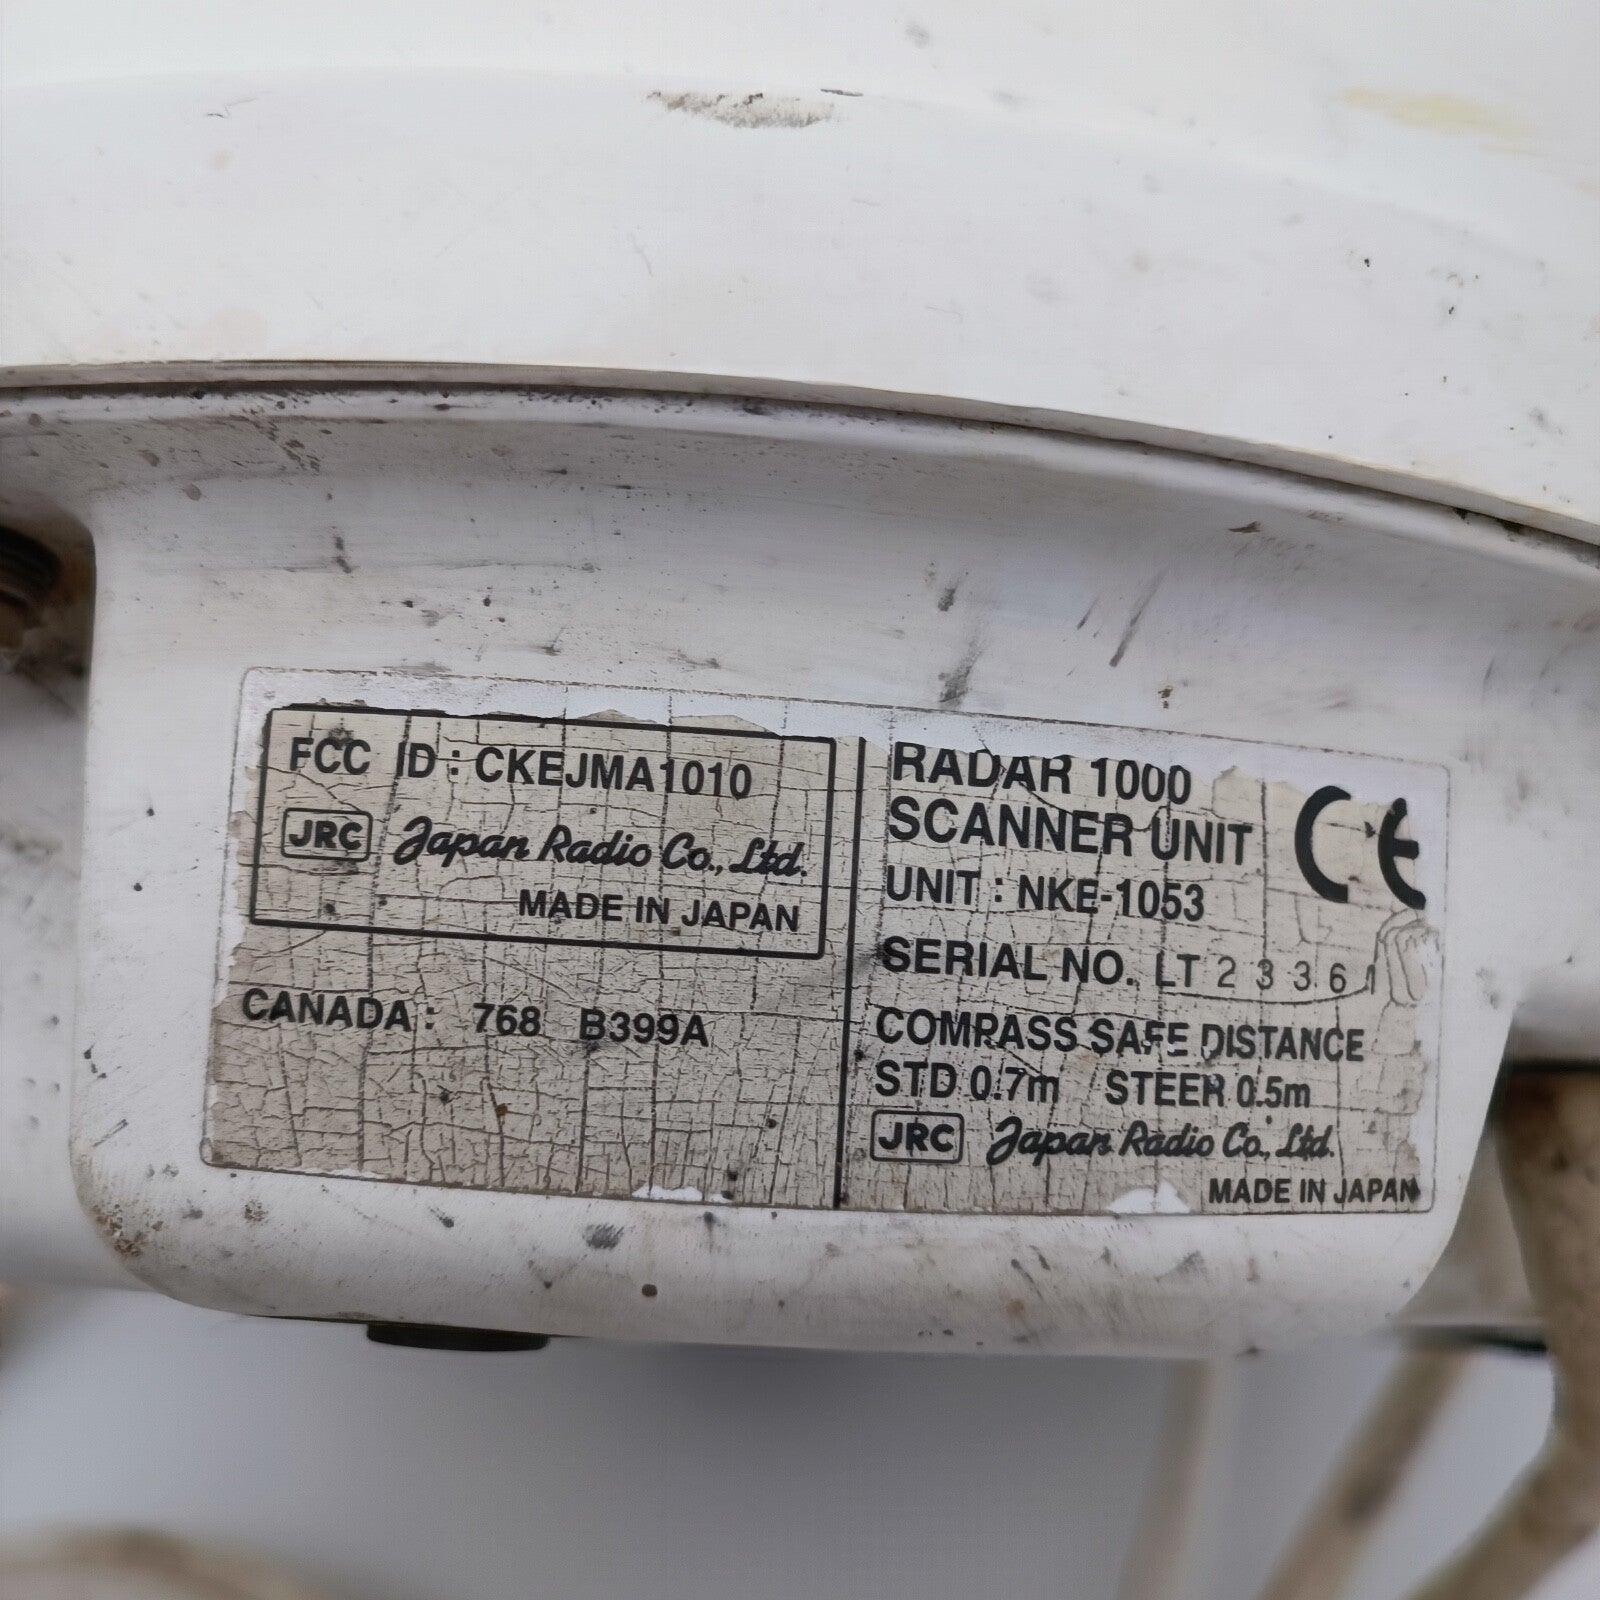 FCC ID : CKEJMA1010
JRC Japan Radio Co., Ltd.
MADE IN JAPAN
CANADA : 768 B399A
RADAR 1000
SCANNER UNIT
CE
UNIT : NKE-1053
SERIAL NO. LT 2 3 3 6
COMPASS SAFE DISTANCE
STD 0.7m STEER 0.5m
JRC Japan Radio Co., Ltd.
MADE IN JAPAN